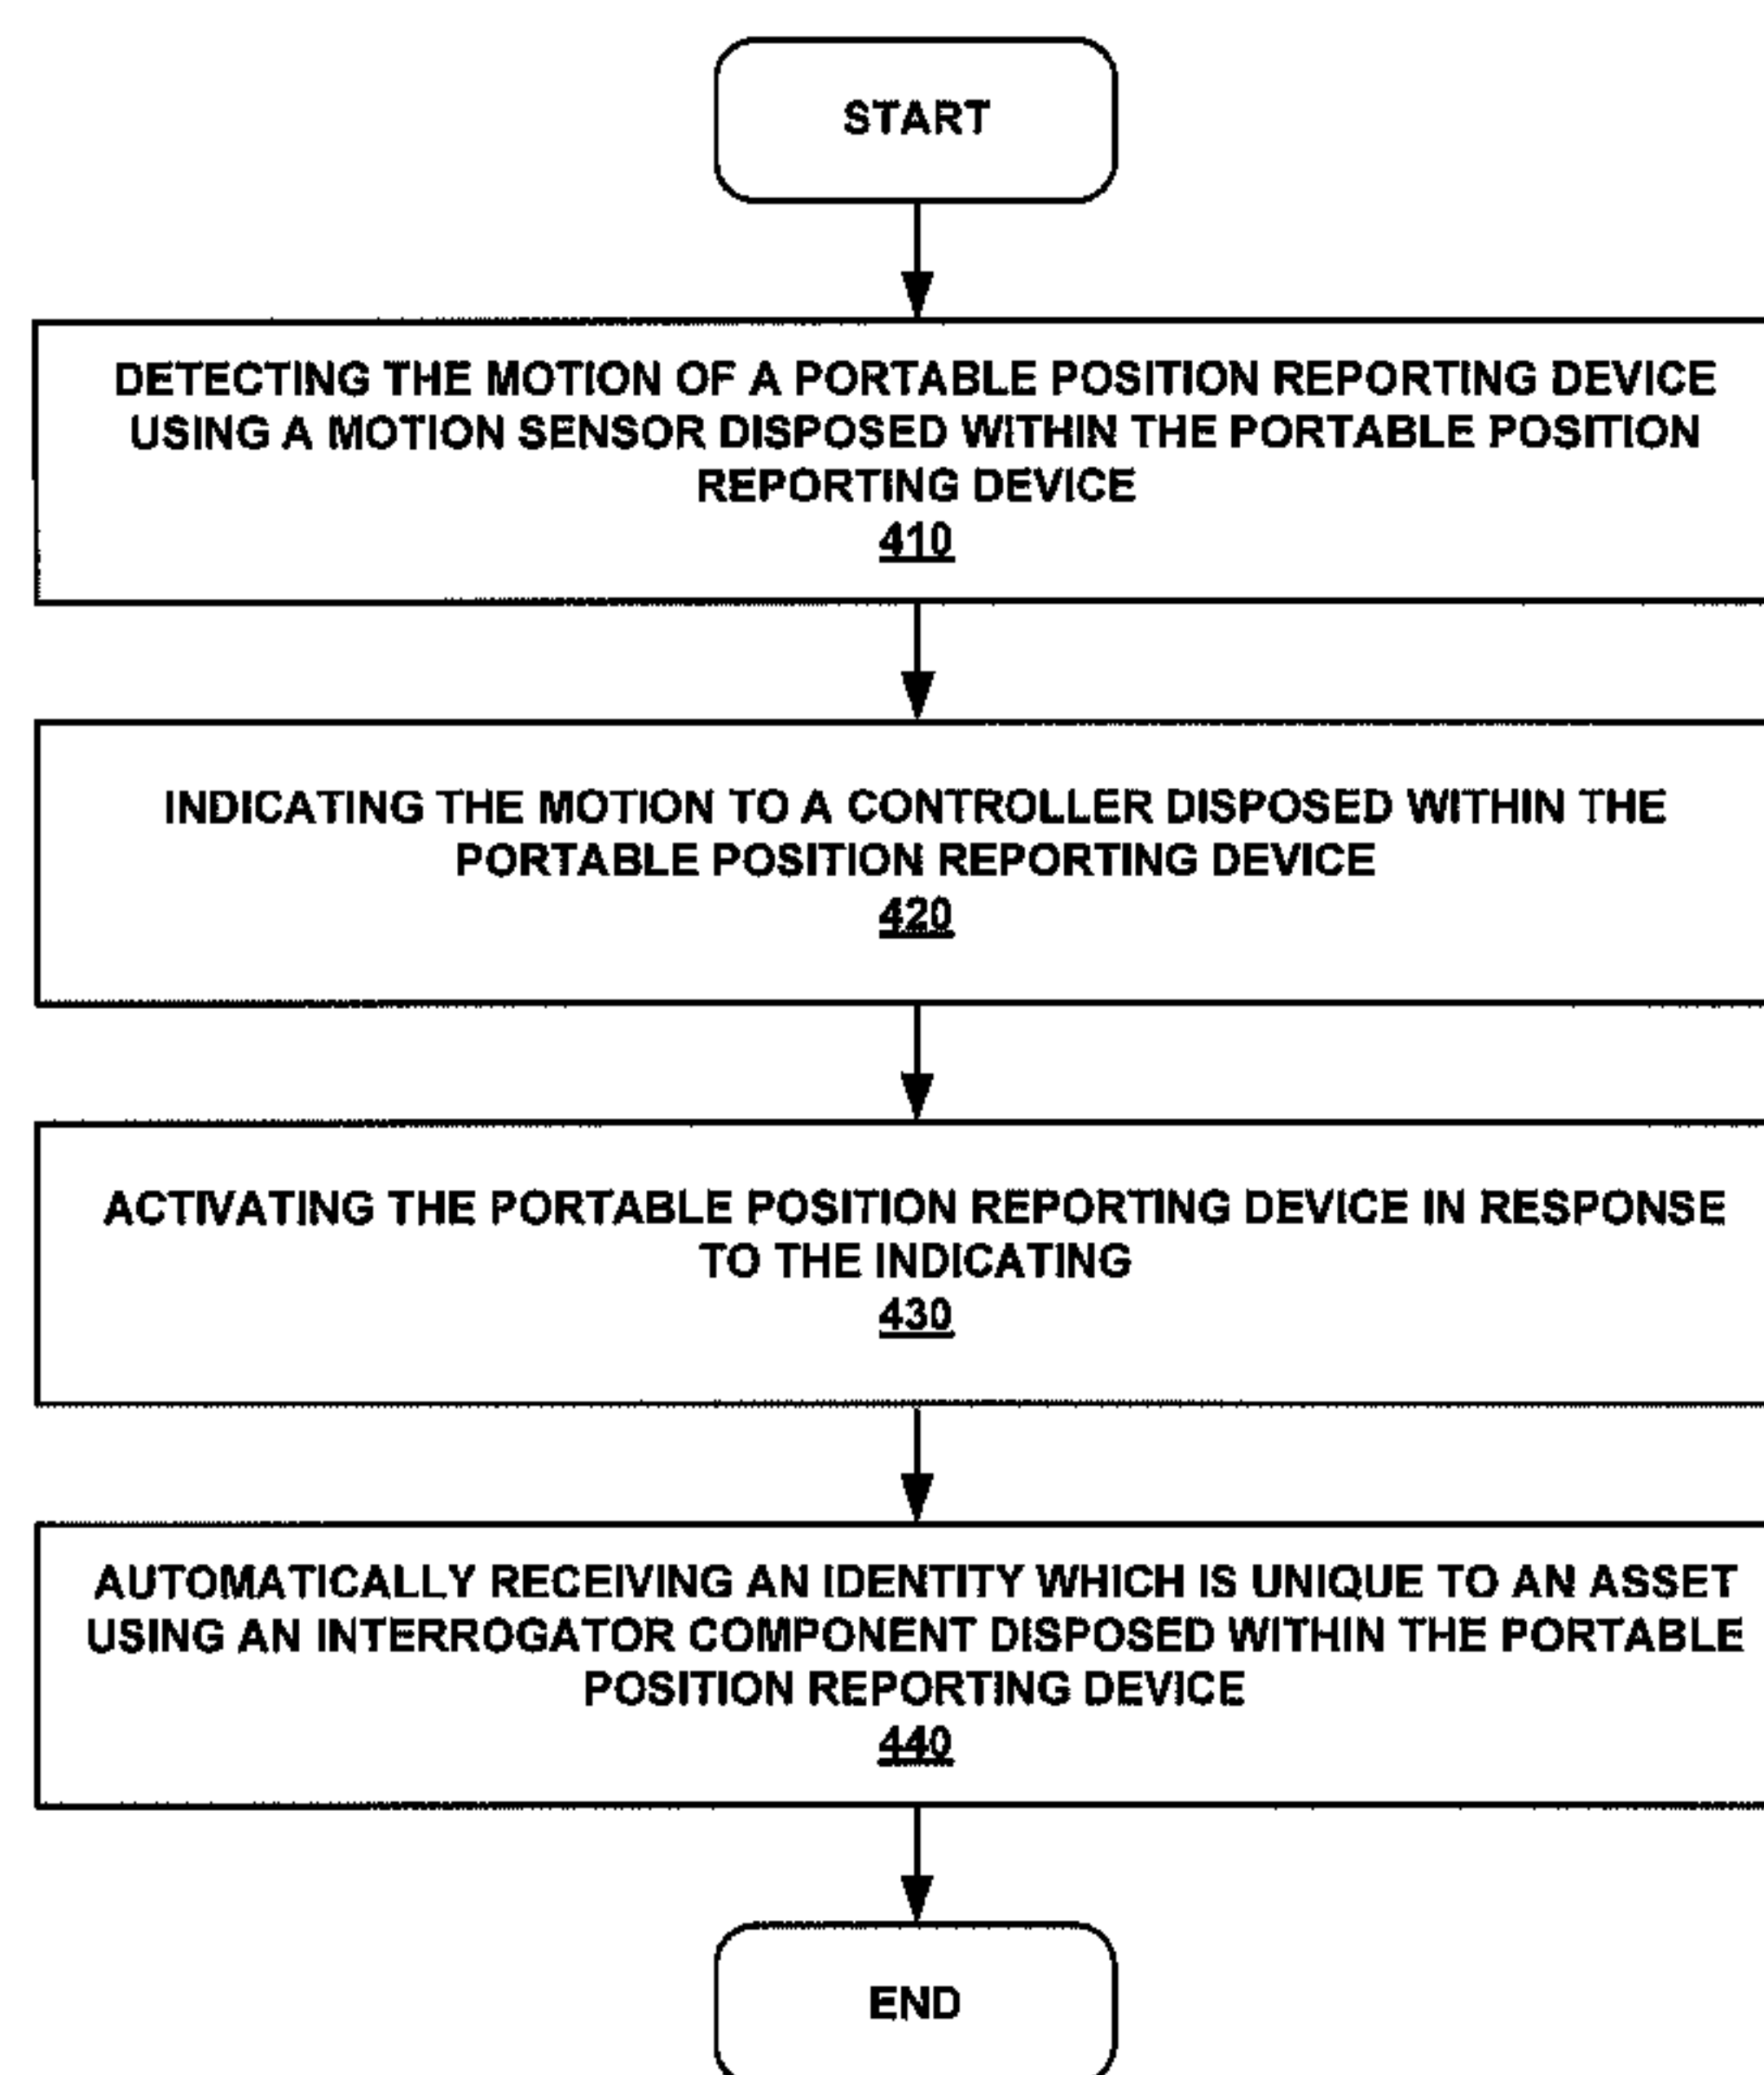 START
DETECTING THE MOTION OF A PORTABLE POSITION REPORTING DEVICE
USING A MOTION SENSOR DISPOSED WITHIN THE PORTABLE POSITION
REPORTING DEVICE
410
INDICATING THE MOTION TO A CONTROLLER DISPOSED WITHIN THE
PORTABLE POSITION REPORTING DEVICE
420
ACTIVATING THE PORTABLE POSITION REPORTING DEVICE IN RESPONSE
TO THE INDICATING
430
AUTOMATICALLY RECEIVING AN IDENTITY WHICH IS UNIQUE TO AN ASSET
USING AN INTERROGATOR COMPONENT DISPOSED WITHIN THE PORTABLE
POSITION REPORTING DEVICE
440
END